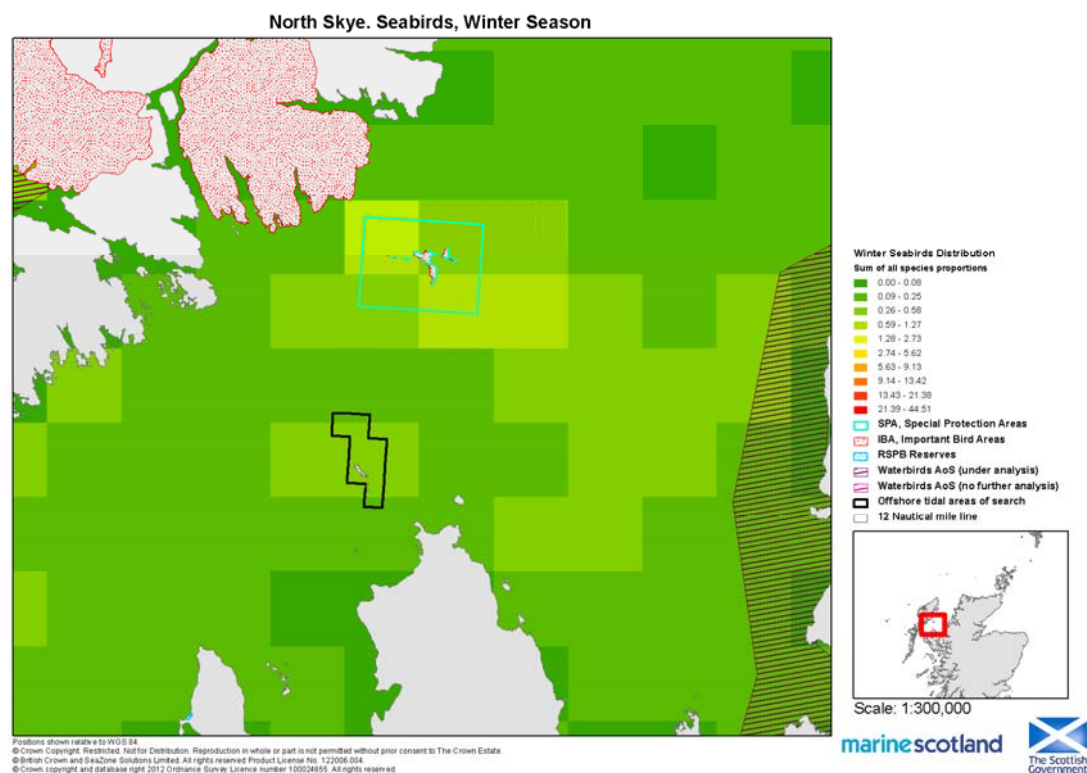 North Skye. Seabirds, Winter Season
Winter Seabirds Distribution
Sum of all species proportions
0.00 - 0.08
0.09 - 0.25
0.26 - 0.58
0.59 - 1.27
1.28 - 2.73
2.74 - 5.62
5.63 - 9.13
9.14 - 13.42
13.43 - 21.38
21.39 - 44.51
SPA, Special Protection Areas
IBA, Important Bird Areas
RSPB Reserves
Waterbirds AoS (under analysis)
Waterbirds AoS (no further analysis)
Offshore tidal areas of search
12 Nautical mile line
Scale: 1:300,000
Positions shown relative to WGS 84.
© Crown Copyright. Restricted. Not for Distribution. Reproduction in whole or part is not permitted without prior consent to The Crown Estate.
© British Crown and SeaZone Solutions Limited. All rights reserved Product License No. 122006.004.
© Crown copyright and database right 2012 Ordnance Survey Licence number 100024655. All rights reserved.
marinescotland
The Scottish
Government